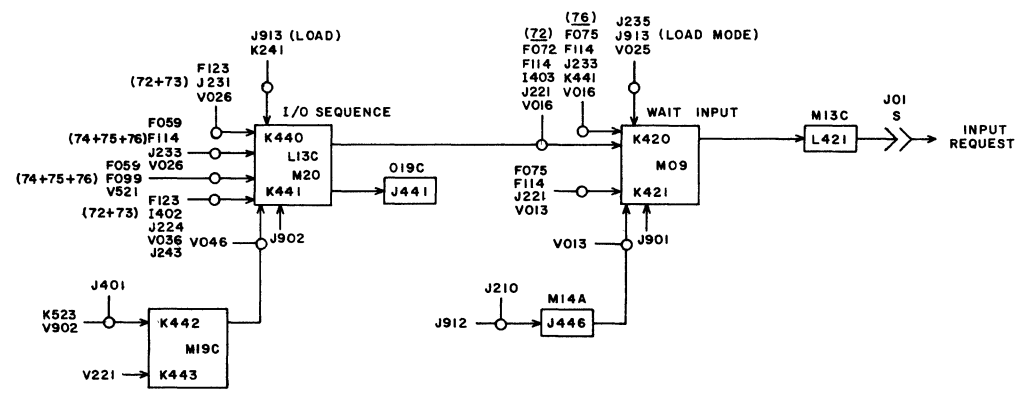 J913 (LOAD)
K241
(72+73)
F123
J231
V026
I/O SEQUENCE
F059
(74+75+76) F114
J233
V026
F059
(74+75+76) F099
V521
F123
(72+73) I402
J224
V036
J243
V046
J902
K440
L13C
M20
K441
O19C
J441
J401
K523
V902
K442
M19C
V221
K443
(72)
F072
F114
I403
J221
V016
(76)
F075
F114
J233
K441
V016
J235
J913 (LOAD MODE)
V025
WAIT INPUT
K420
M09
K421
F075
F114
J221
V013
V013
J901
J210
J912
M14A
J446
M13C
L421
J01
S
INPUT
REQUEST